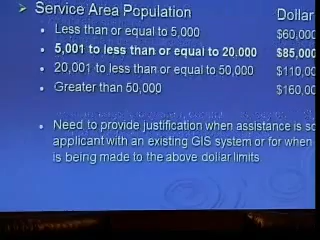 Service Area Population Dollar
Less than or equal to 5,000 $60,000
5,001 to less than or equal to 20,000 $85,000
20,001 to less than or equal to 50,000 $110,00
Greater than 50,000 $160,00
Need to provide justification when assistance is so
applicant with an existing GIS system or for when
is being made to the above dollar limits